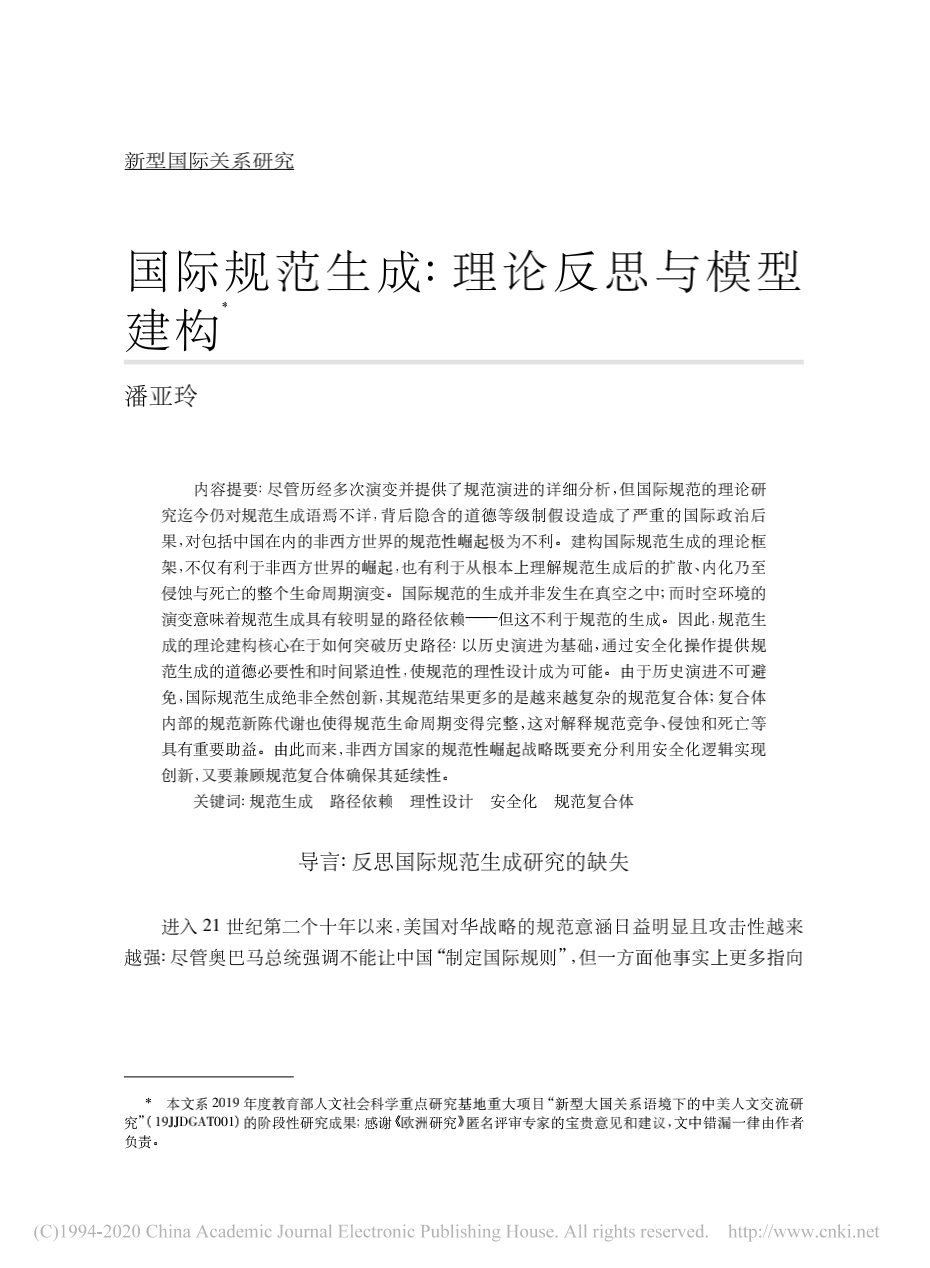 新型国际关系研究
国际规范生成: 理论反思与模型
建构*
潘亚玲
内容提要: 尽管历经多次演变并提供了规范演进的详细分析,但国际规范的理论研
究迄今仍对规范生成语焉不详,背后隐含的道德等级制假设造成了严重的国际政治后
果,对包括中国在内的非西方世界的规范性崛起极为不利。建构国际规范生成的理论框
架,不仅有利于非西方世界的崛起,也有利于从根本上理解规范生成后的扩散、内化乃至
侵蚀与死亡的整个生命周期演变。国际规范的生成并非发生在真空之中; 而时空环境的
演变意味着规范生成具有较明显的路径依赖——但这不利于规范的生成。因此,规范生
成的理论建构核心在于如何突破历史路径: 以历史演进为基础,通过安全化操作提供规
范生成的道德必要性和时间紧迫性,使规范的理性设计成为可能。由于历史演进不可避
免,国际规范生成绝非全然创新,其规范结果更多的是越来越复杂的规范复合体; 复合体
内部的规范新陈代谢也使得规范生命周期变得完整,这对解释规范竞争、侵蚀和死亡等
具有重要助益。由此而来,非西方国家的规范性崛起战略既要充分利用安全化逻辑实现
创新,又要兼顾规范复合体确保其延续性。
关键词: 规范生成 路径依赖 理性设计 安全化 规范复合体
导言: 反思国际规范生成研究的缺失
进入 21 世纪第二个十年以来,美国对华战略的规范意涵日益明显且攻击性越来
越强: 尽管奥巴马总统强调不能让中国“制定国际规则”,但一方面他事实上更多指向
* 本文系 2019 年度教育部人文社会科学重点研究基地重大项目“新型大国关系语境下的中美人文交流研
究”( 19JJDGAT001) 的阶段性研究成果; 感谢《欧洲研究》匿名评审专家的宝贵意见和建议,文中错漏一律由作者
负责。
(C)1994-2020 China Academic Journal Electronic Publishing House. All rights reserved. http://www.cnki.net